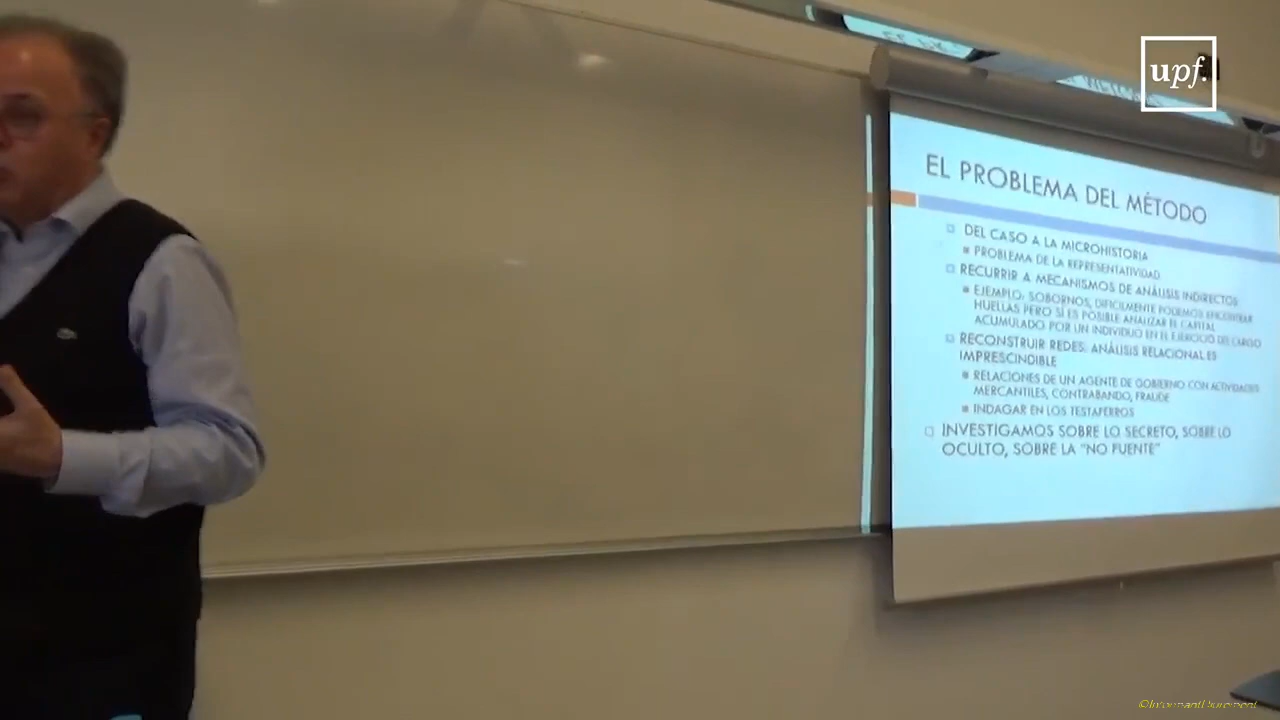 upf.
EL PROBLEMA DEL MÉTODO
DEL CASO A LA MICROHISTORIA
PROBLEMA DE LA REPRESENTATIVIDAD
RECURRIR A MECANISMOS DE ANÁLISIS INDIRECTOS:
EJEMPLO: SOBORNOS, DIFICILMENTE PODEMOS ENCONTRAR
HUELLAS PERO SÍ ES POSIBLE ANALIZAR EL CAPITAL
ACUMULADO POR UN INDIVIDUO EN EL EJERCICIO DEL CARGO
RECONSTRUIR REDES: ANÁLISIS RELACIONAL ES
IMPRESCINDIBLE
RELACIONES DE UN AGENTE DE GOBIERNO CON ACTIVIDADES
MERCANTILES, CONTRABANDO, FRAUDE
INDAGAR EN LOS TESTAFERROS
INVESTIGAMOS SOBRE LO SECRETO, SOBRE LO
OCULTO, SOBRE LA "NO FUENTE"